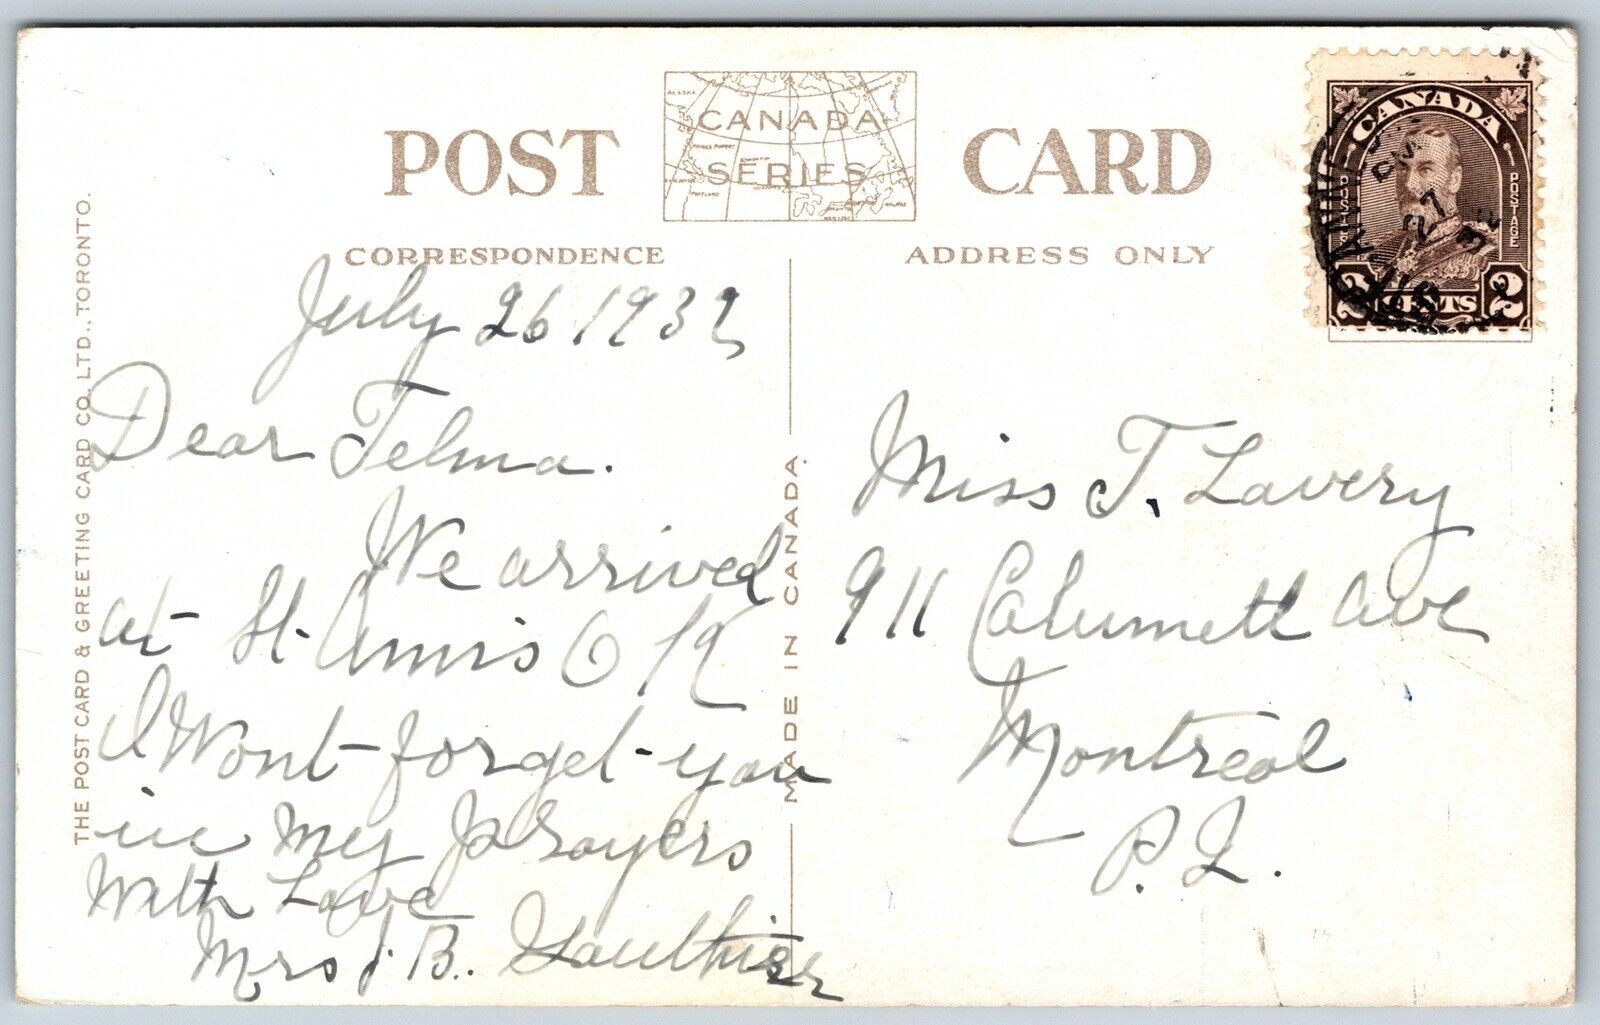 POST CARD
CANADA
SERIES
CORRESPONDENCE
ADDRESS ONLY
CANADA
POSTAGE
2 CENTS 2
THE POST CARD & GREETING CARD CO. LTD., TORONTO.
MADE IN CANADA
July 26 1932
Dear Telma.
We arrived
at St. Annis O K
I Wont forget you
in my Prayers
With Love
Mrs J. B. Gauthier
Miss T. Lavery
911 Calumett Ave
Montreal
P. Q.